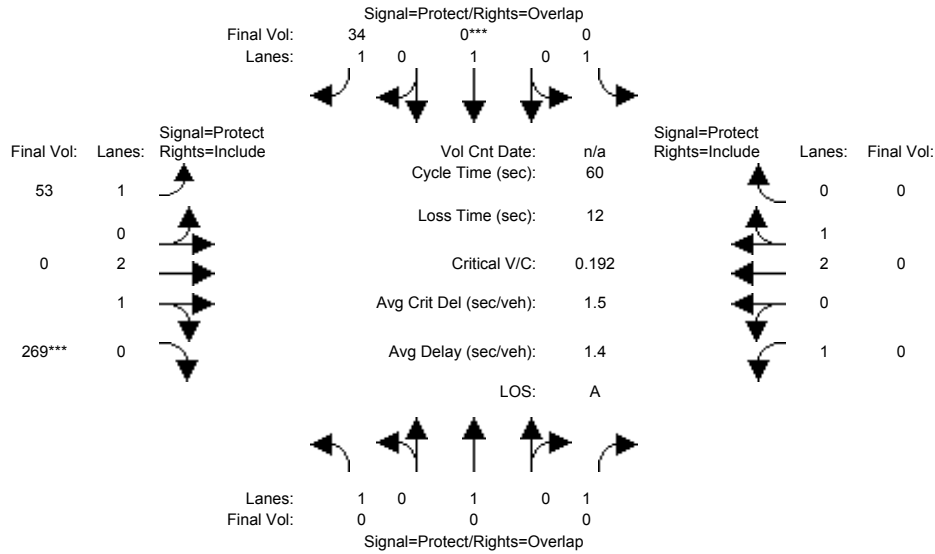 Signal=Protect/Rights=Overlap
Final Vol: 34 0*** 0
Lanes: 1 0 1 0 1
Signal=Protect Signal=Protect
Final Vol: Lanes: Rights=Include Vol Cnt Date: n/a Rights=Include Lanes: Final Vol:
Cycle Time (sec): 60
53 1 0 0
Loss Time (sec): 12
0 1
0 2 Critical V/C: 0.192 2 0
1 Avg Crit Del (sec/veh): 1.5 0
269*** 0 Avg Delay (sec/veh): 1.4 1 0
LOS: A
Lanes: 1 0 1 0 1
Final Vol: 0 0 0
Signal=Protect/Rights=Overlap